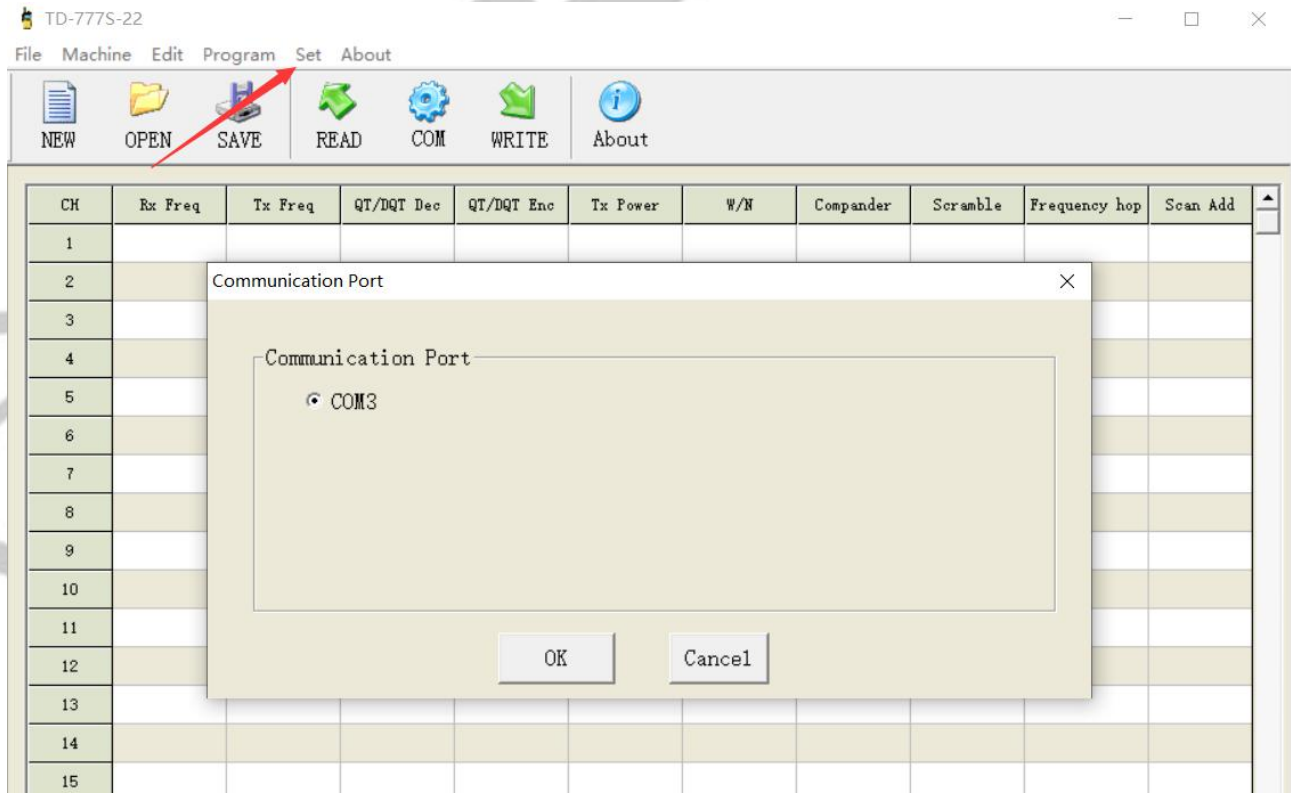 TD-777S-22
File Machine Edit Program Set About
NEW OPEN SAVE READ COM WRITE About
CH Rx Freq Tx Freq QT/DQT Dec QT/DQT Enc Tx Power W/N Compander Scramble Frequency hop Scan Add
1
2
Communication Port
3
4
Communication Port
5
COM3
6
7
8
9
10
11
12
OK Cancel
13
14
15